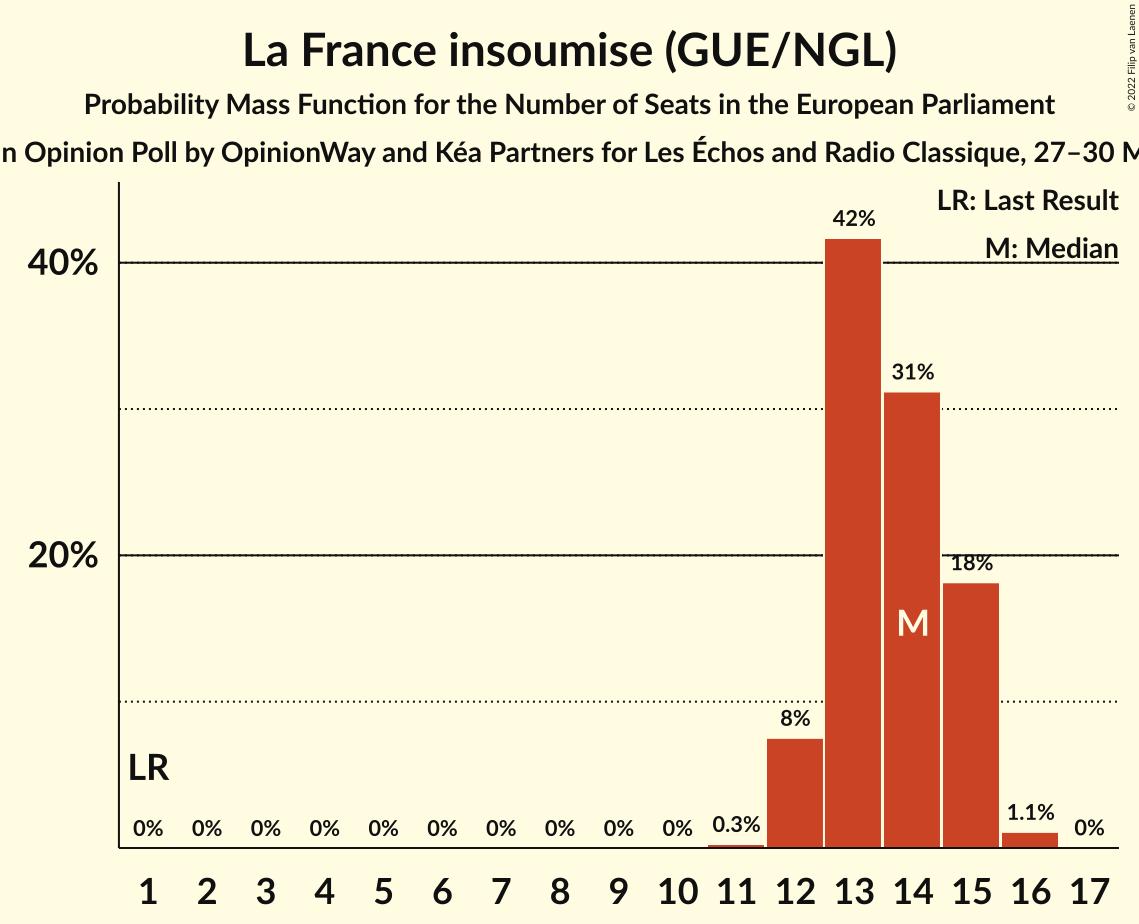 La France insoumise (GUE/NGL)
Probability Mass Function for the Number of Seats in the European Parliament
n Opinion Poll by OpinionWay and Kéa Partners for Les Échos and Radio Classique, 27–30 M
© 2022 Filip van Laenen
LR: Last Result
M: Median
42%
40%
31%
20%
18%
M
8%
LR
0% 0% 0% 0% 0% 0% 0% 0% 0% 0% 0.3% 1.1% 0%
1 2 3 4 5 6 7 8 9 10 11 12 13 14 15 16 17